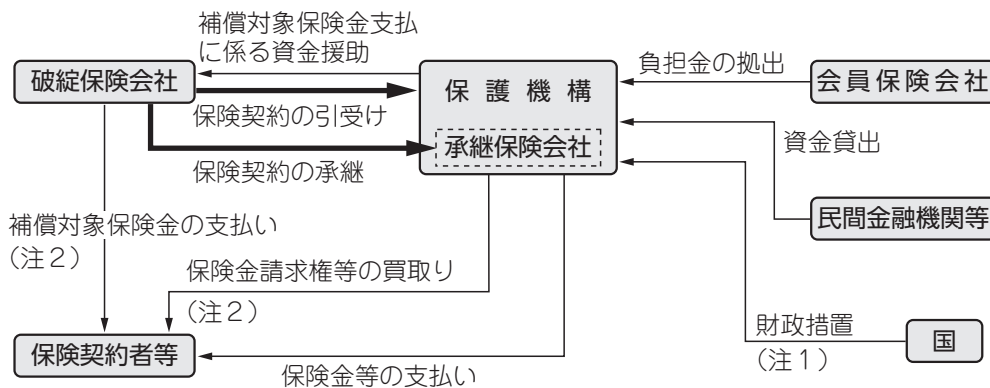 補償対象保険金支払
に係る資金援助
破綻保険会社
保険契約の引受け
保険契約の承継
保護機構
承継保険会社
負担金の拠出
会員保険会社
資金貸出
民間金融機関等
補償対象保険金の支払い
（注2）
保険金請求権等の買取り
（注2）
財政措置
（注1）
国
保険契約者等
保険金等の支払い